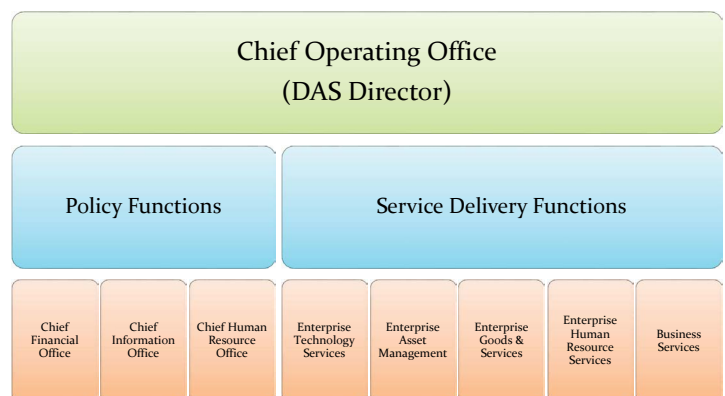 Chief Operating Office
(DAS Director)
Policy Functions
Service Delivery Functions
Chief
Financial
Office
Chief
Information
Office
Chief Human
Resource
Office
Enterprise
Technology
Services
Enterprise
Asset
Management
Enterprise
Goods &
Services
Enterprise
Human
Resource
Services
Business
Services